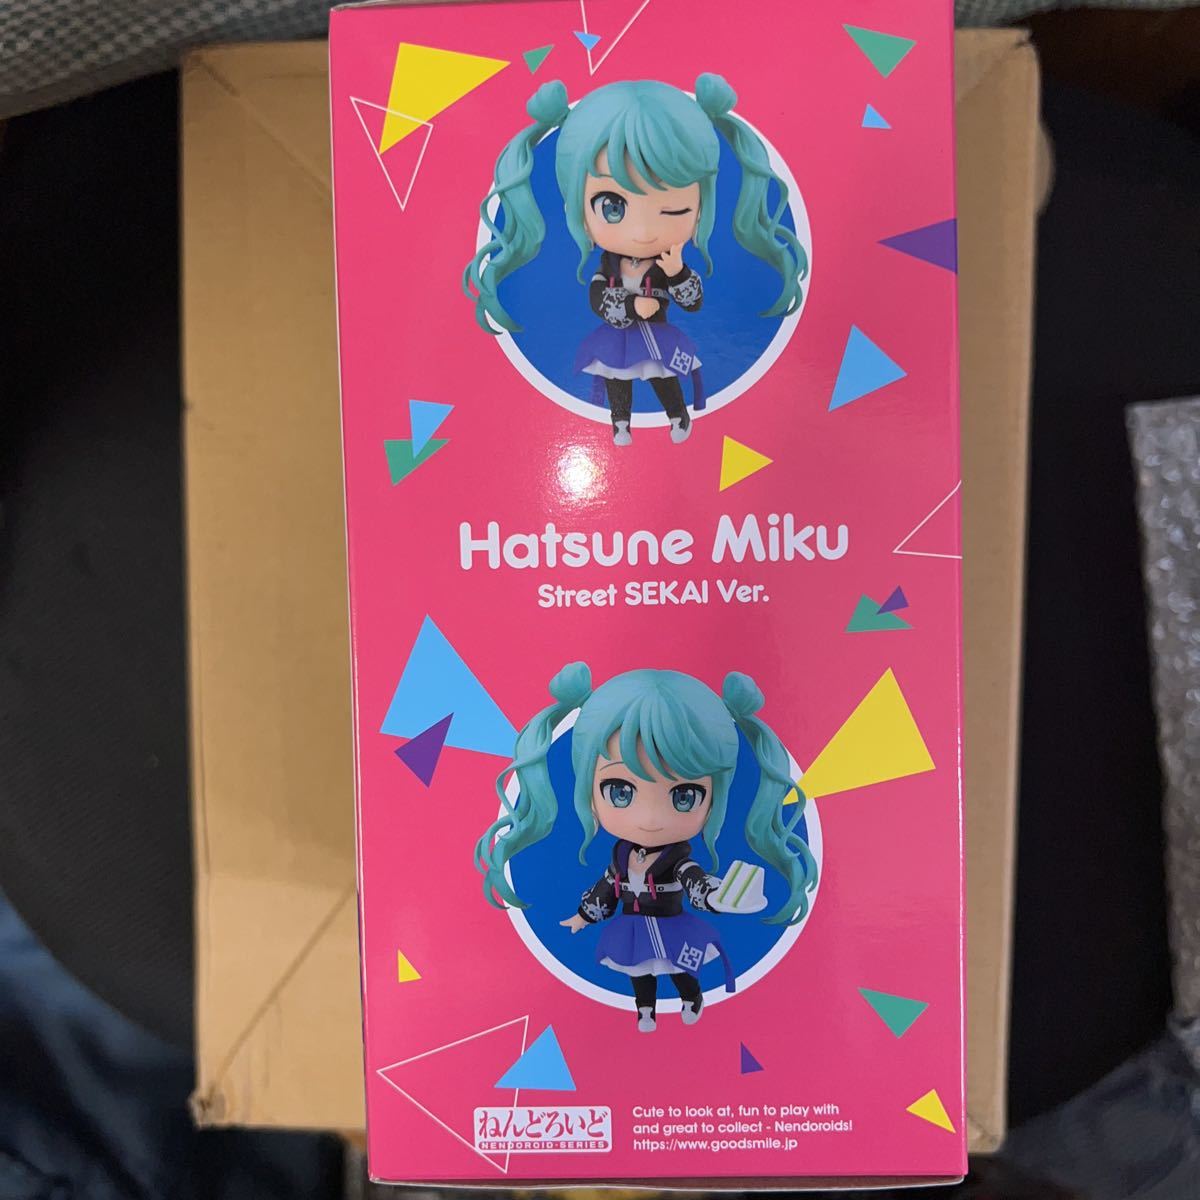 Hatsune Miku
Street SEKAI Ver.
ねんどろいど
NENDOROID·SERIES
Cute to look at, fun to play with
and great to collect - Nendoroids!
https://www.goodsmile.jp